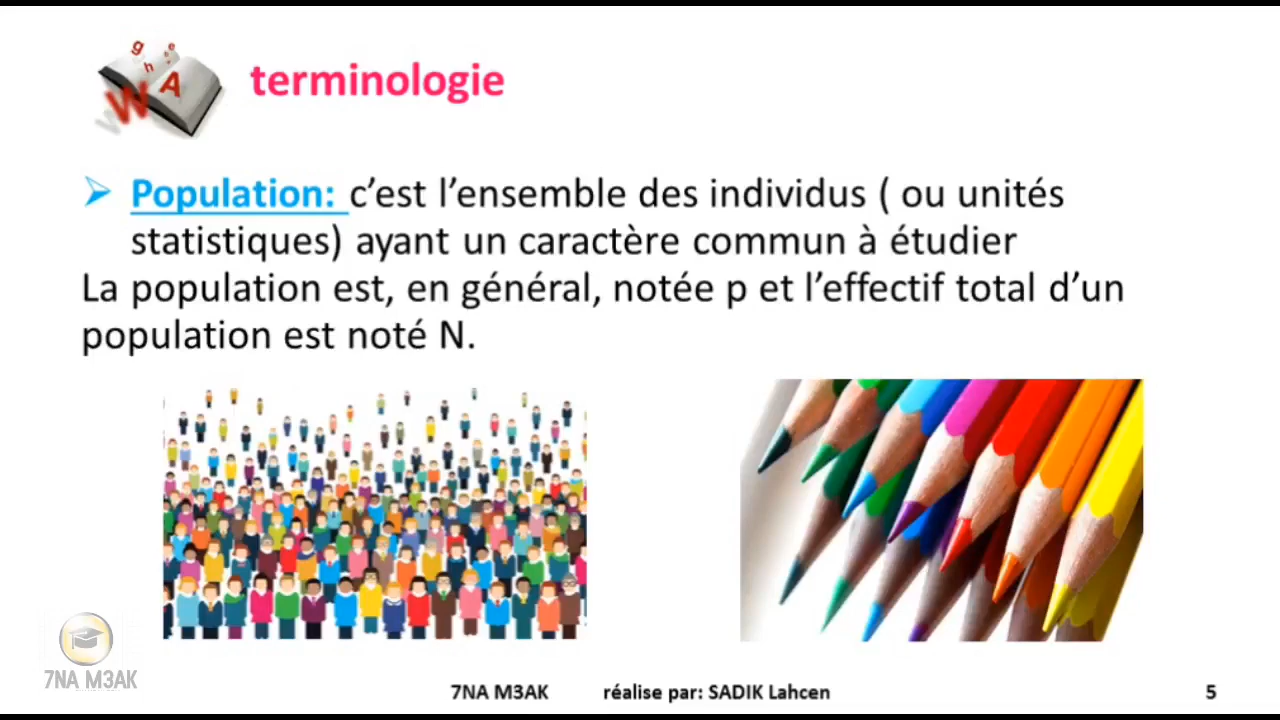 terminologie
Population: c’est l’ensemble des individus ( ou unités
statistiques) ayant un caractère commun à étudier
La population est, en général, notée p et l’effectif total d’un
population est noté N.
7NA M3AK
7NA M3AK réalise par: SADIK Lahcen 5